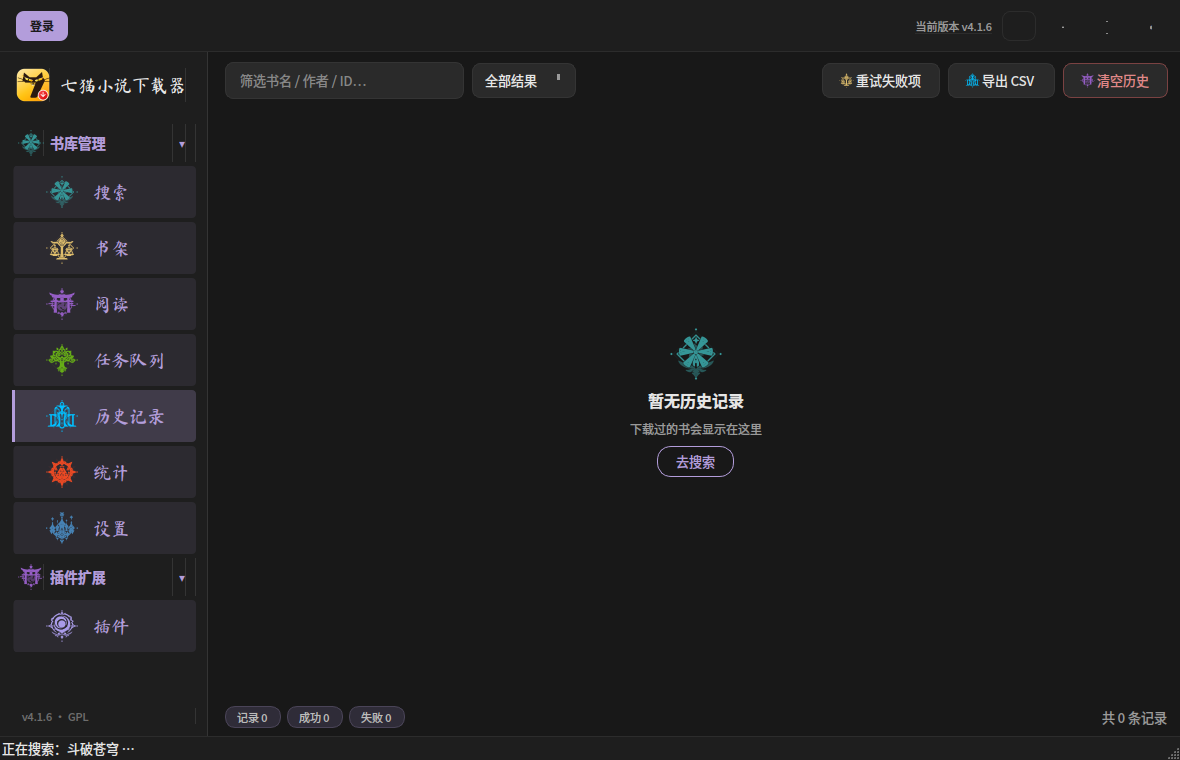 登录
当前版本 v4.1.6
七猫小说下载器
书库管理
▾
搜索
书架
阅读
任务队列
历史记录
统计
设置
插件扩展
▾
插件
v4.1.6 · GPL
筛选书名 / 作者 / ID…
全部结果
重试失败项
导出 CSV
清空历史
暂无历史记录
下载过的书会显示在这里
去搜索
记录 0
成功 0
失败 0
共 0 条记录
正在搜索：斗破苍穹 …